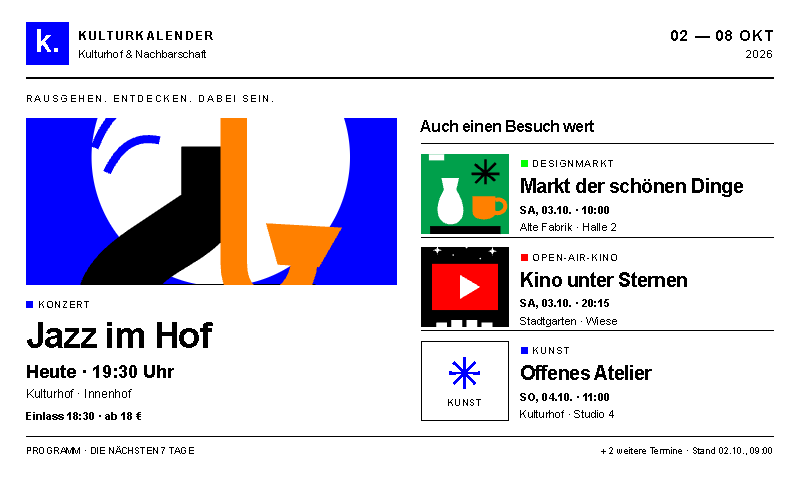 k.
KULTURKALENDER
Kulturhof & Nachbarschaft
02 — 08 OKT
2026
RAUSGEHEN. ENTDECKEN. DABEI SEIN.
KONZERT
Jazz im Hof
Heute · 19:30 Uhr
Kulturhof · Innenhof
Einlass 18:30 · ab 18 €
Auch einen Besuch wert
DESIGNMARKT
Markt der schönen Dinge
SA, 03.10. · 10:00
Alte Fabrik · Halle 2
OPEN-AIR-KINO
Kino unter Sternen
SA, 03.10. · 20:15
Stadtgarten · Wiese
KUNST
KUNST
Offenes Atelier
SO, 04.10. · 11:00
Kulturhof · Studio 4
PROGRAMM · DIE NÄCHSTEN 7 TAGE
+ 2 weitere Termine · Stand 02.10., 09:00